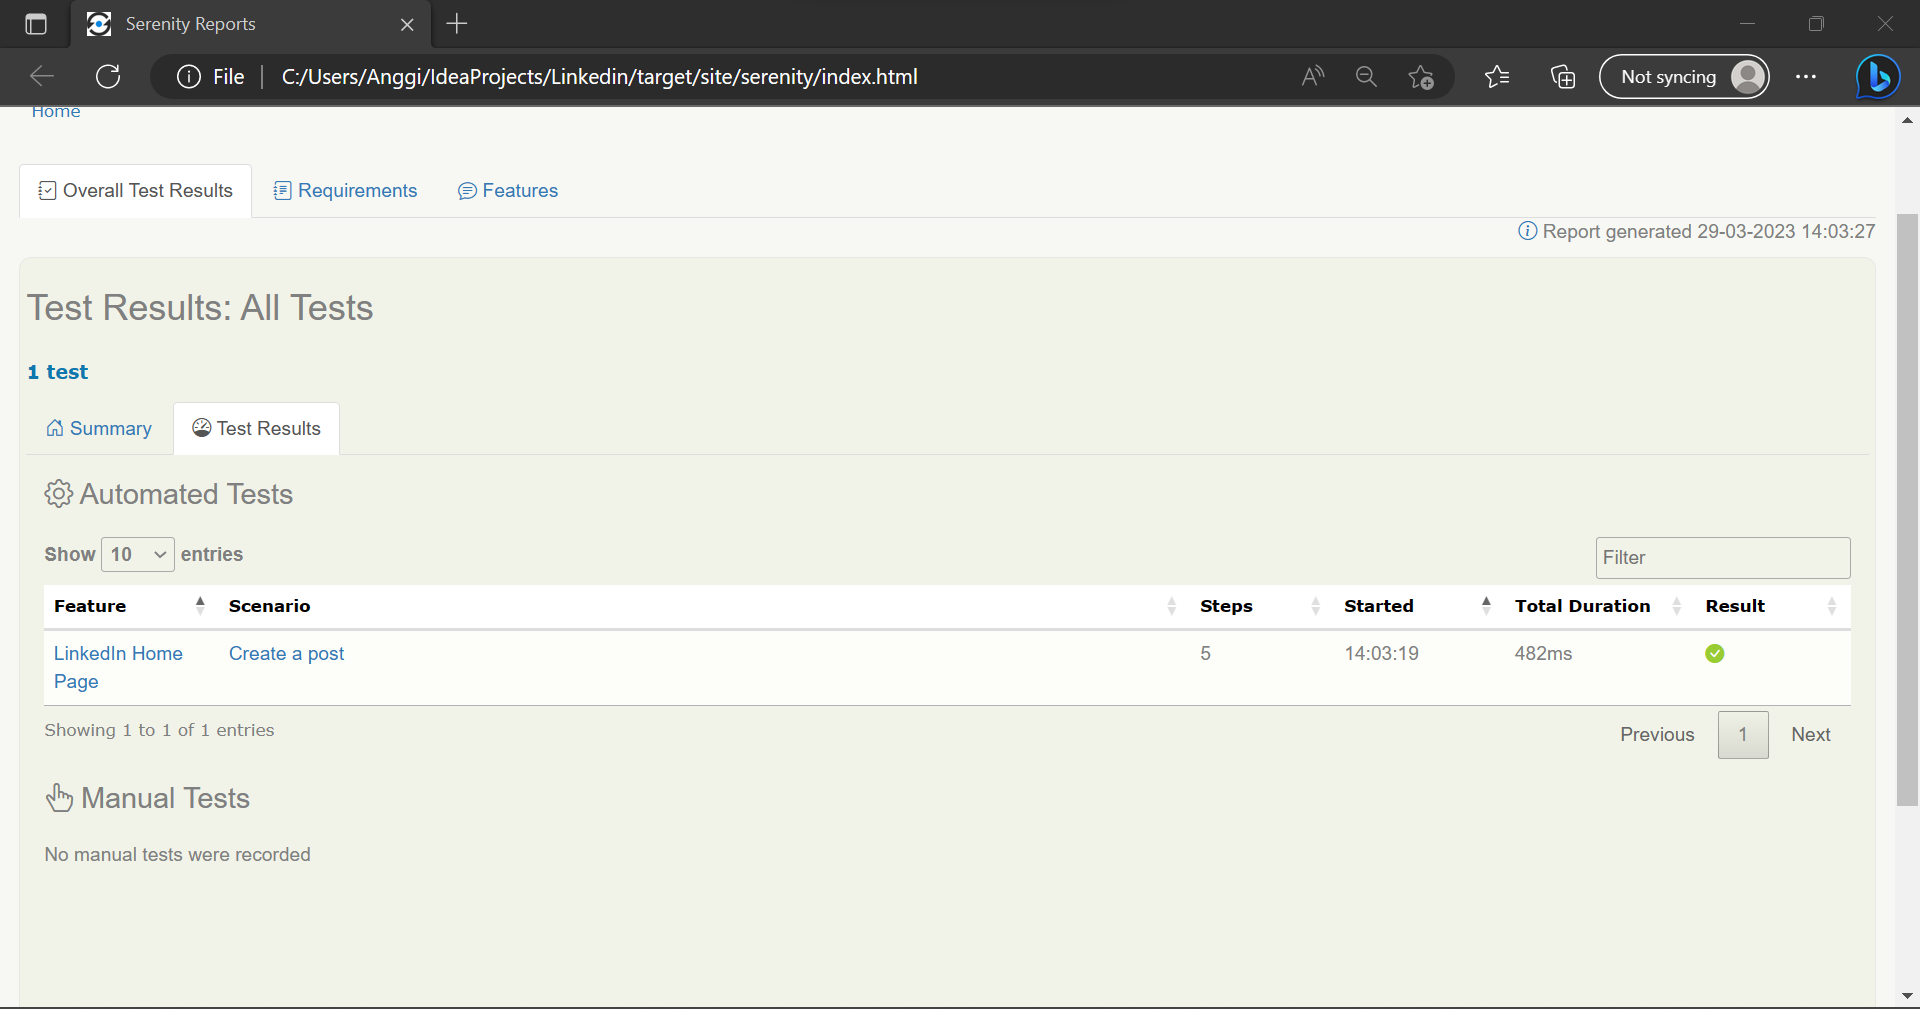 Serenity Reports
File C:/Users/Anggi/IdeaProjects/Linkedin/target/site/serenity/index.html
Not syncing
Home
Overall Test Results Requirements Features
Report generated 29-03-2023 14:03:27
Test Results: All Tests
1 test
Summary Test Results
Automated Tests
Show 10 entries
Filter
Feature Scenario Steps Started Total Duration Result
LinkedIn Home Create a post 5 14:03:19 482ms
Page
Showing 1 to 1 of 1 entries
Previous 1 Next
Manual Tests
No manual tests were recorded